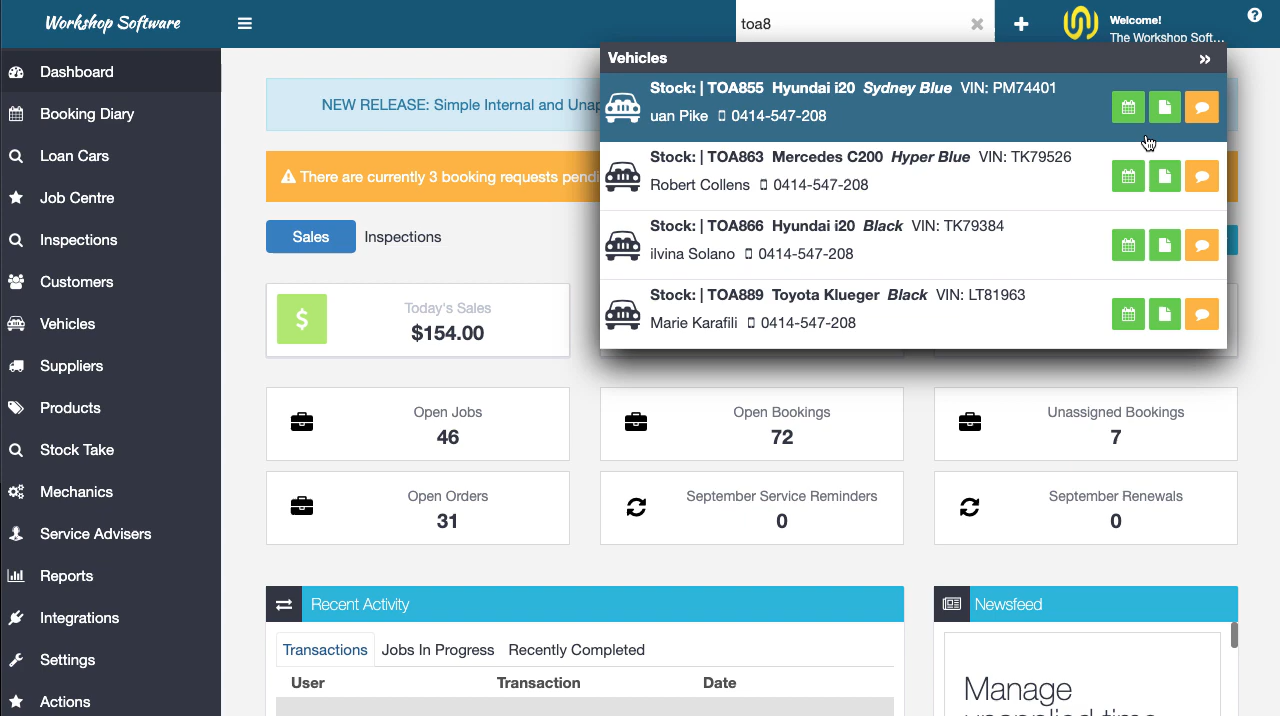 Workshop Software
toa8
Welcome!
The Workshop Soft...
Dashboard
Booking Diary
Loan Cars
Job Centre
Inspections
Customers
Vehicles
Suppliers
Products
Stock Take
Mechanics
Service Advisers
Reports
Integrations
Settings
Actions
NEW RELEASE: Simple Internal and
There are currently 3 booking requests
Sales
Inspections
Vehicles
Stock: | TOA855 Hyundai i20 Sydney Blue VIN: PM74401
uan Pike 0414-547-208
Stock: | TOA863 Mercedes C200 Hyper Blue VIN: TK79526
Robert Collens 0414-547-208
Stock: | TOA866 Hyundai i20 Black VIN: TK79384
ilvina Solano 0414-547-208
Stock: | TOA889 Toyota Klueger Black VIN: LT81963
Marie Karafili 0414-547-208
Today's Sales
$154.00
Open Jobs
46
Open Bookings
72
Unassigned Bookings
7
Open Orders
31
September Service Reminders
0
September Renewals
0
Recent Activity
Transactions Jobs In Progress Recently Completed
User Transaction Date
Newsfeed
Manage